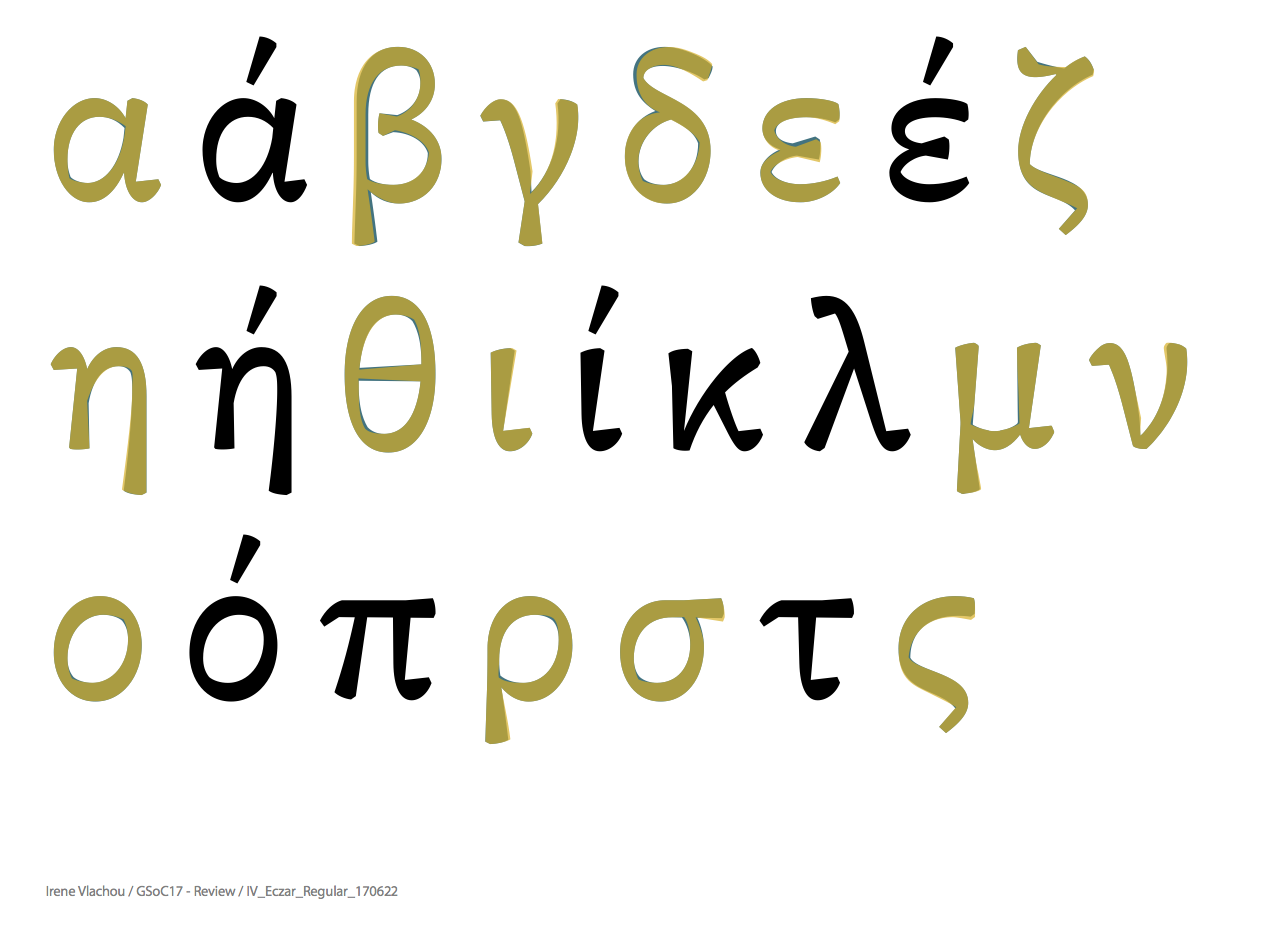 α ά β γ δ ε έ ζ
η ή θ ι ί κ λ μ ν
ο ό π ρ σ τ ς
Irene Vlachou / GSoC17 - Review / IV_Eczar_Regular_170622